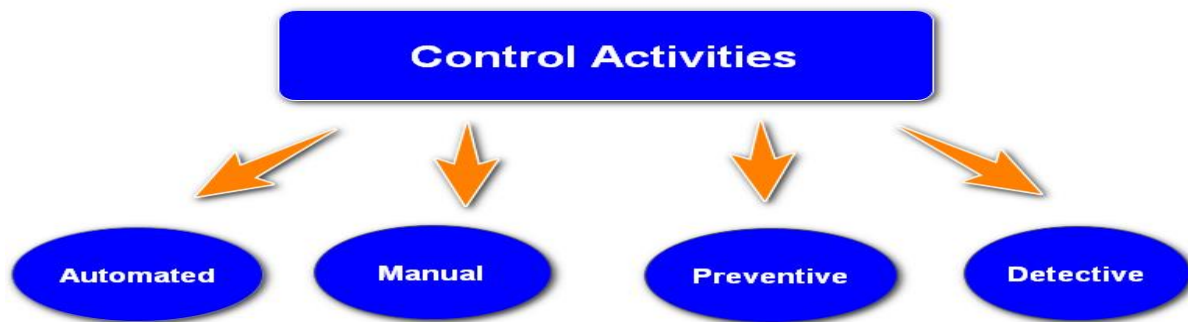 Control Activities
Automated
Manual
Preventive
Detective